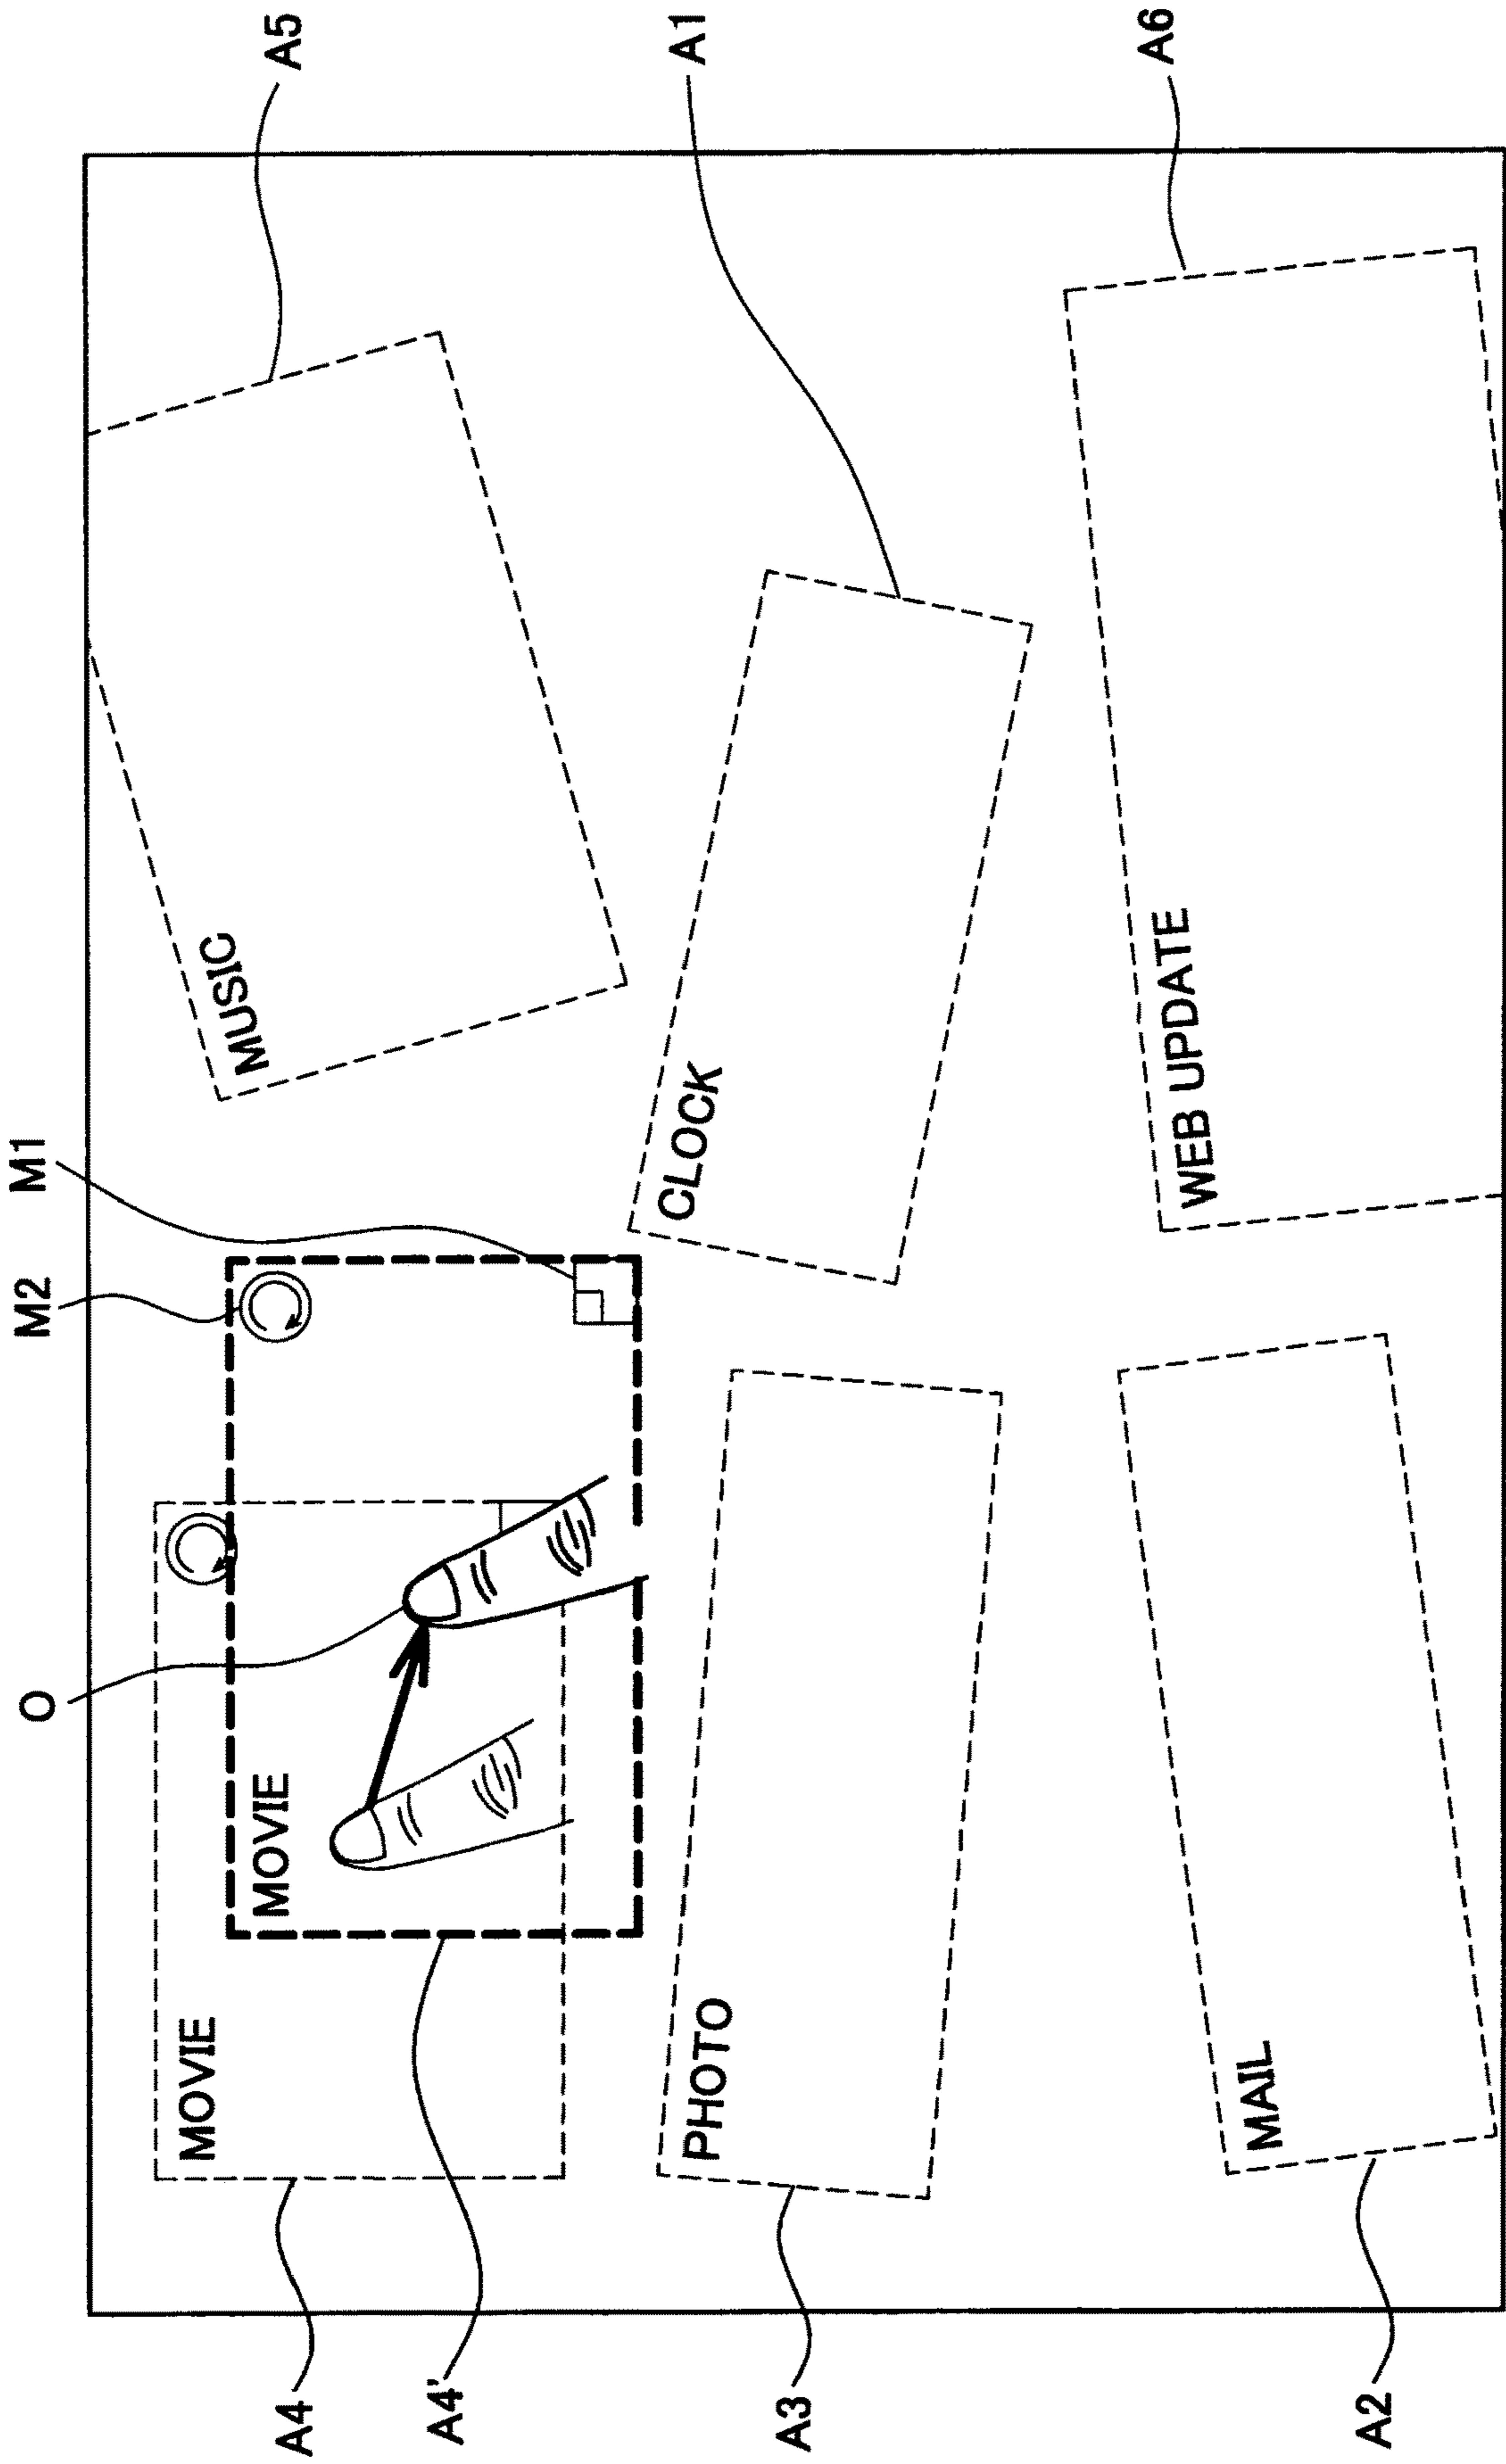 O
M2
M1
MOVIE
MUSIC
MOVIE
A4
A5
A4'
CLOCK
A1
PHOTO
A3
A6
WEB UPDATE
MAIL
A2